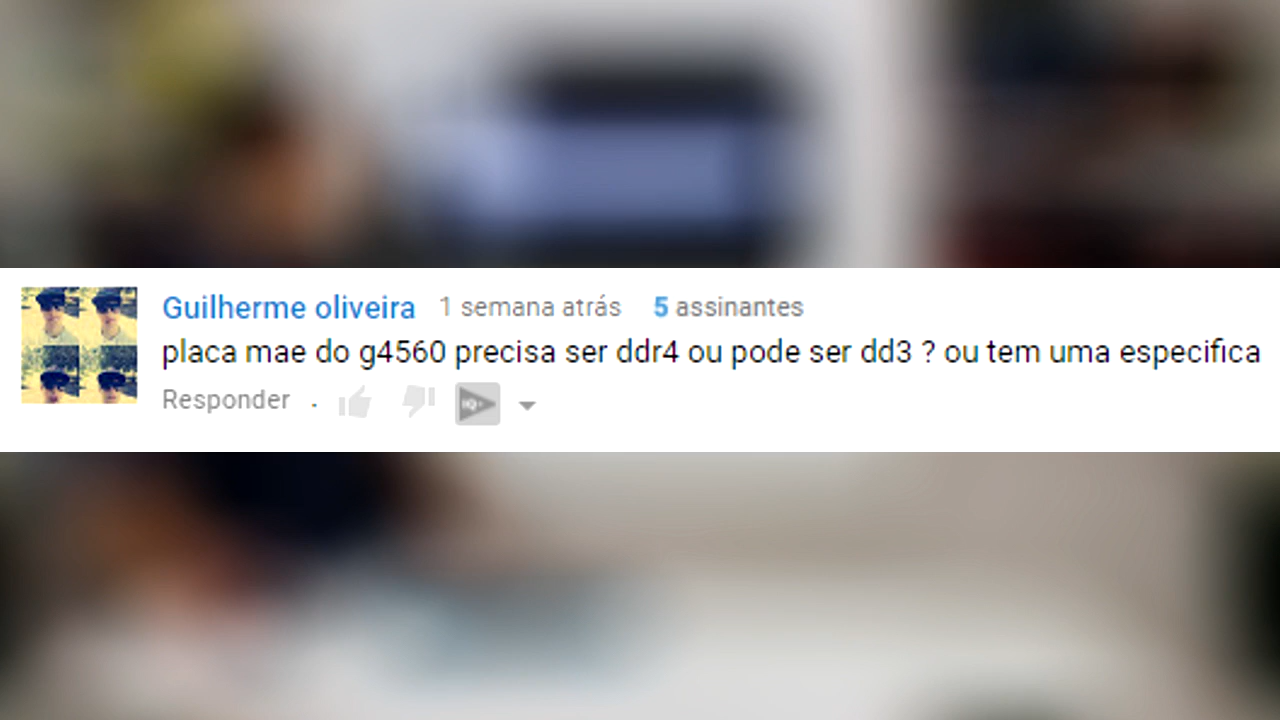 Guilherme oliveira 1 semana atrás 5 assinantes
placa mae do g4560 precisa ser ddr4 ou pode ser dd3 ? ou tem uma especifica
Responder . IQ+